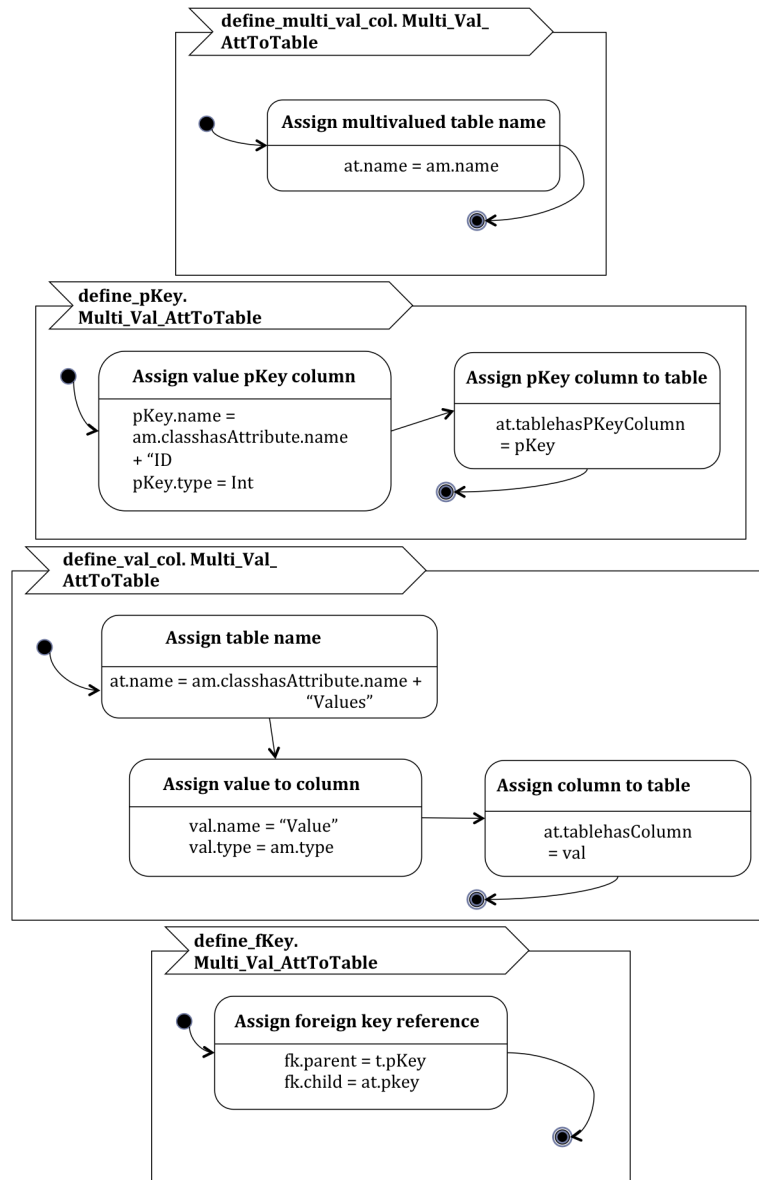 define_multi_val_col. Multi_Val_
AttToTable
Assign multivalued table name
at.name = am.name
define_pKey.
Multi_Val_AttToTable
Assign value pKey column
pKey.name =
am.classhasAttribute.name
+ “ID
pKey.type = Int
Assign pKey column to table
at.tablehasPKeyColumn
= pKey
define_val_col. Multi_Val_
AttToTable
Assign table name
at.name = am.classhasAttribute.name +
“Values”
Assign value to column
val.name = “Value”
val.type = am.type
Assign column to table
at.tablehasColumn
= val
define_fKey.
Multi_Val_AttToTable
Assign foreign key reference
fk.parent = t.pKey
fk.child = at.pkey